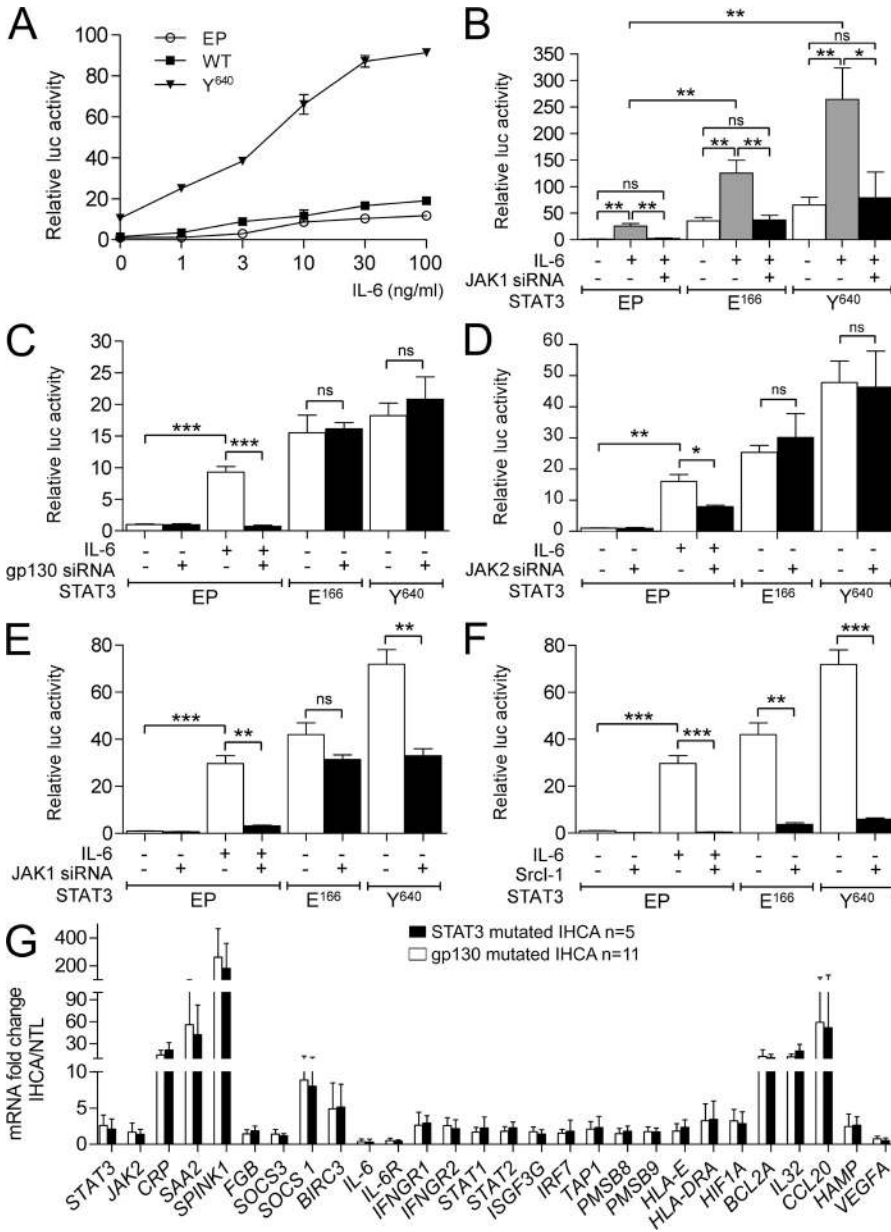 A
EP
WT
Y640
Relative luc activity
100
80
60
40
20
0
0 1 3 10 30 100
IL-6 (ng/ml)
B
Relative luc activity
350
300
250
200
150
100
50
0
**
**
ns
** **
ns
** **
ns
** *
IL-6 - + + - + + - + +
JAK1 siRNA - - + - - + - - +
STAT3 EP E166 Y640
C
Relative luc activity
30
25
20
15
10
5
0
***
***
ns
ns
IL-6 - - + + - - - -
gp130 siRNA - + - + - + - +
STAT3 EP E166 Y640
D
Relative luc activity
60
50
40
30
20
10
0
**
*
ns
ns
IL-6 - - + + - - - -
JAK2 siRNA - + - + - + - +
STAT3 EP E166 Y640
E
Relative luc activity
80
60
40
20
0
***
**
ns
**
IL-6 - - + + - - - -
JAK1 siRNA - + - + - + - +
STAT3 EP E166 Y640
F
Relative luc activity
80
60
40
20
0
***
***
**
***
IL-6 - - + + - - - -
SrcI-1 - + - + - + - +
STAT3 EP E166 Y640
G
STAT3 mutated IHCA n=5
gp130 mutated IHCA n=11
mRNA fold change
IHCA/NTL
400
200
90
60
30
10
5
0
STAT3 JAK2 CRP SAA2 SPINK1 FGB SOCS3 SOCS 1 BIRC3 IL-6 IL-6R IFNGR1 IFNGR2 STAT1 STAT2 ISGF3G IRF7 TAP1 PMSB8 PMSB9 HLA-E HLA-DRA HIF1A BCL2A IL32 CCL20 HAMP VEGFA